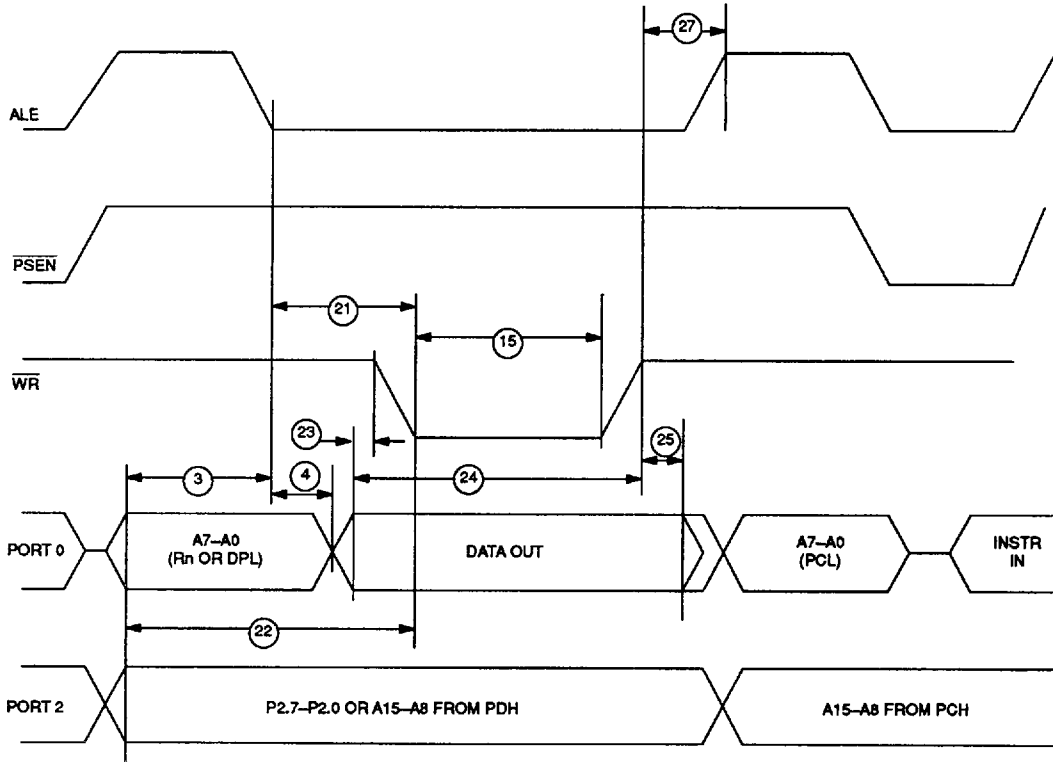 27
ALE
PSEN
21
15
WR
23
25
3
4
24
PORT 0
A7–A0
(Rn OR DPL)
DATA OUT
A7–A0
(PCL)
INSTR
IN
22
PORT 2
P2.7–P2.0 OR A15–A8 FROM PDH
A15–A8 FROM PCH